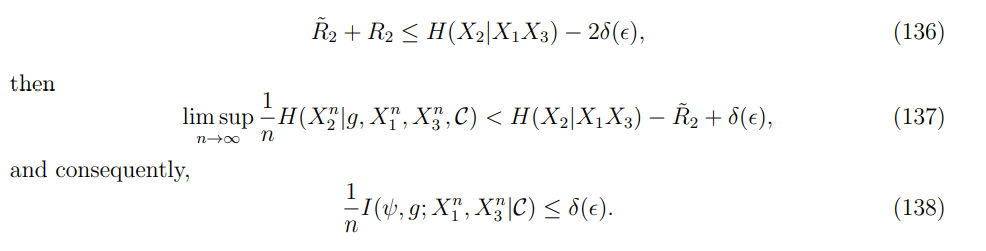 R̃₂ + R₂ ≤ H(X₂|X₁X₃) − 2δ(ϵ), (136)
then
lim sup_{n→∞} 1/n H(X₂ⁿ|g, X₁ⁿ, X₃ⁿ, 𝒞) < H(X₂|X₁X₃) − R̃₂ + δ(ϵ), (137)
and consequently,
1/n I(ψ, g; X₁ⁿ, X₃ⁿ|𝒞) ≤ δ(ϵ). (138)